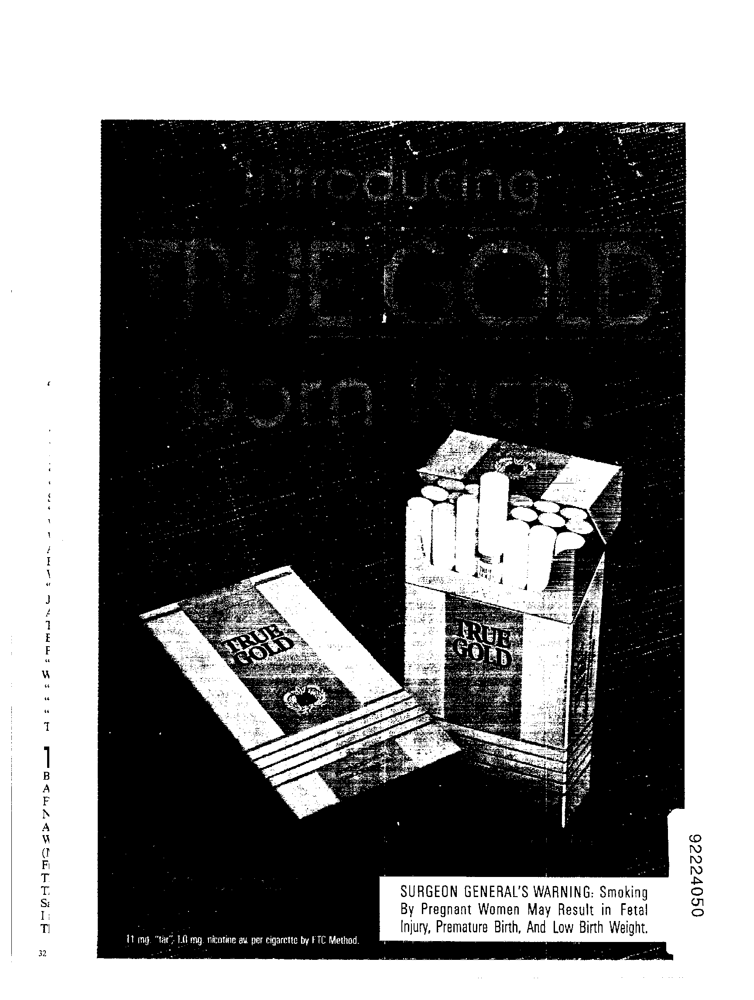 introducing
TRUE GOLD
born rich.
TRUE
GOLD
TRUE
GOLD
SURGEON GENERAL'S WARNING: Smoking
By Pregnant Women May Result in Fetal
Injury, Premature Birth, And Low Birth Weight.
11 mg. "tar", 1.0 mg. nicotine av. per cigarette by FTC Method.
92224050
32